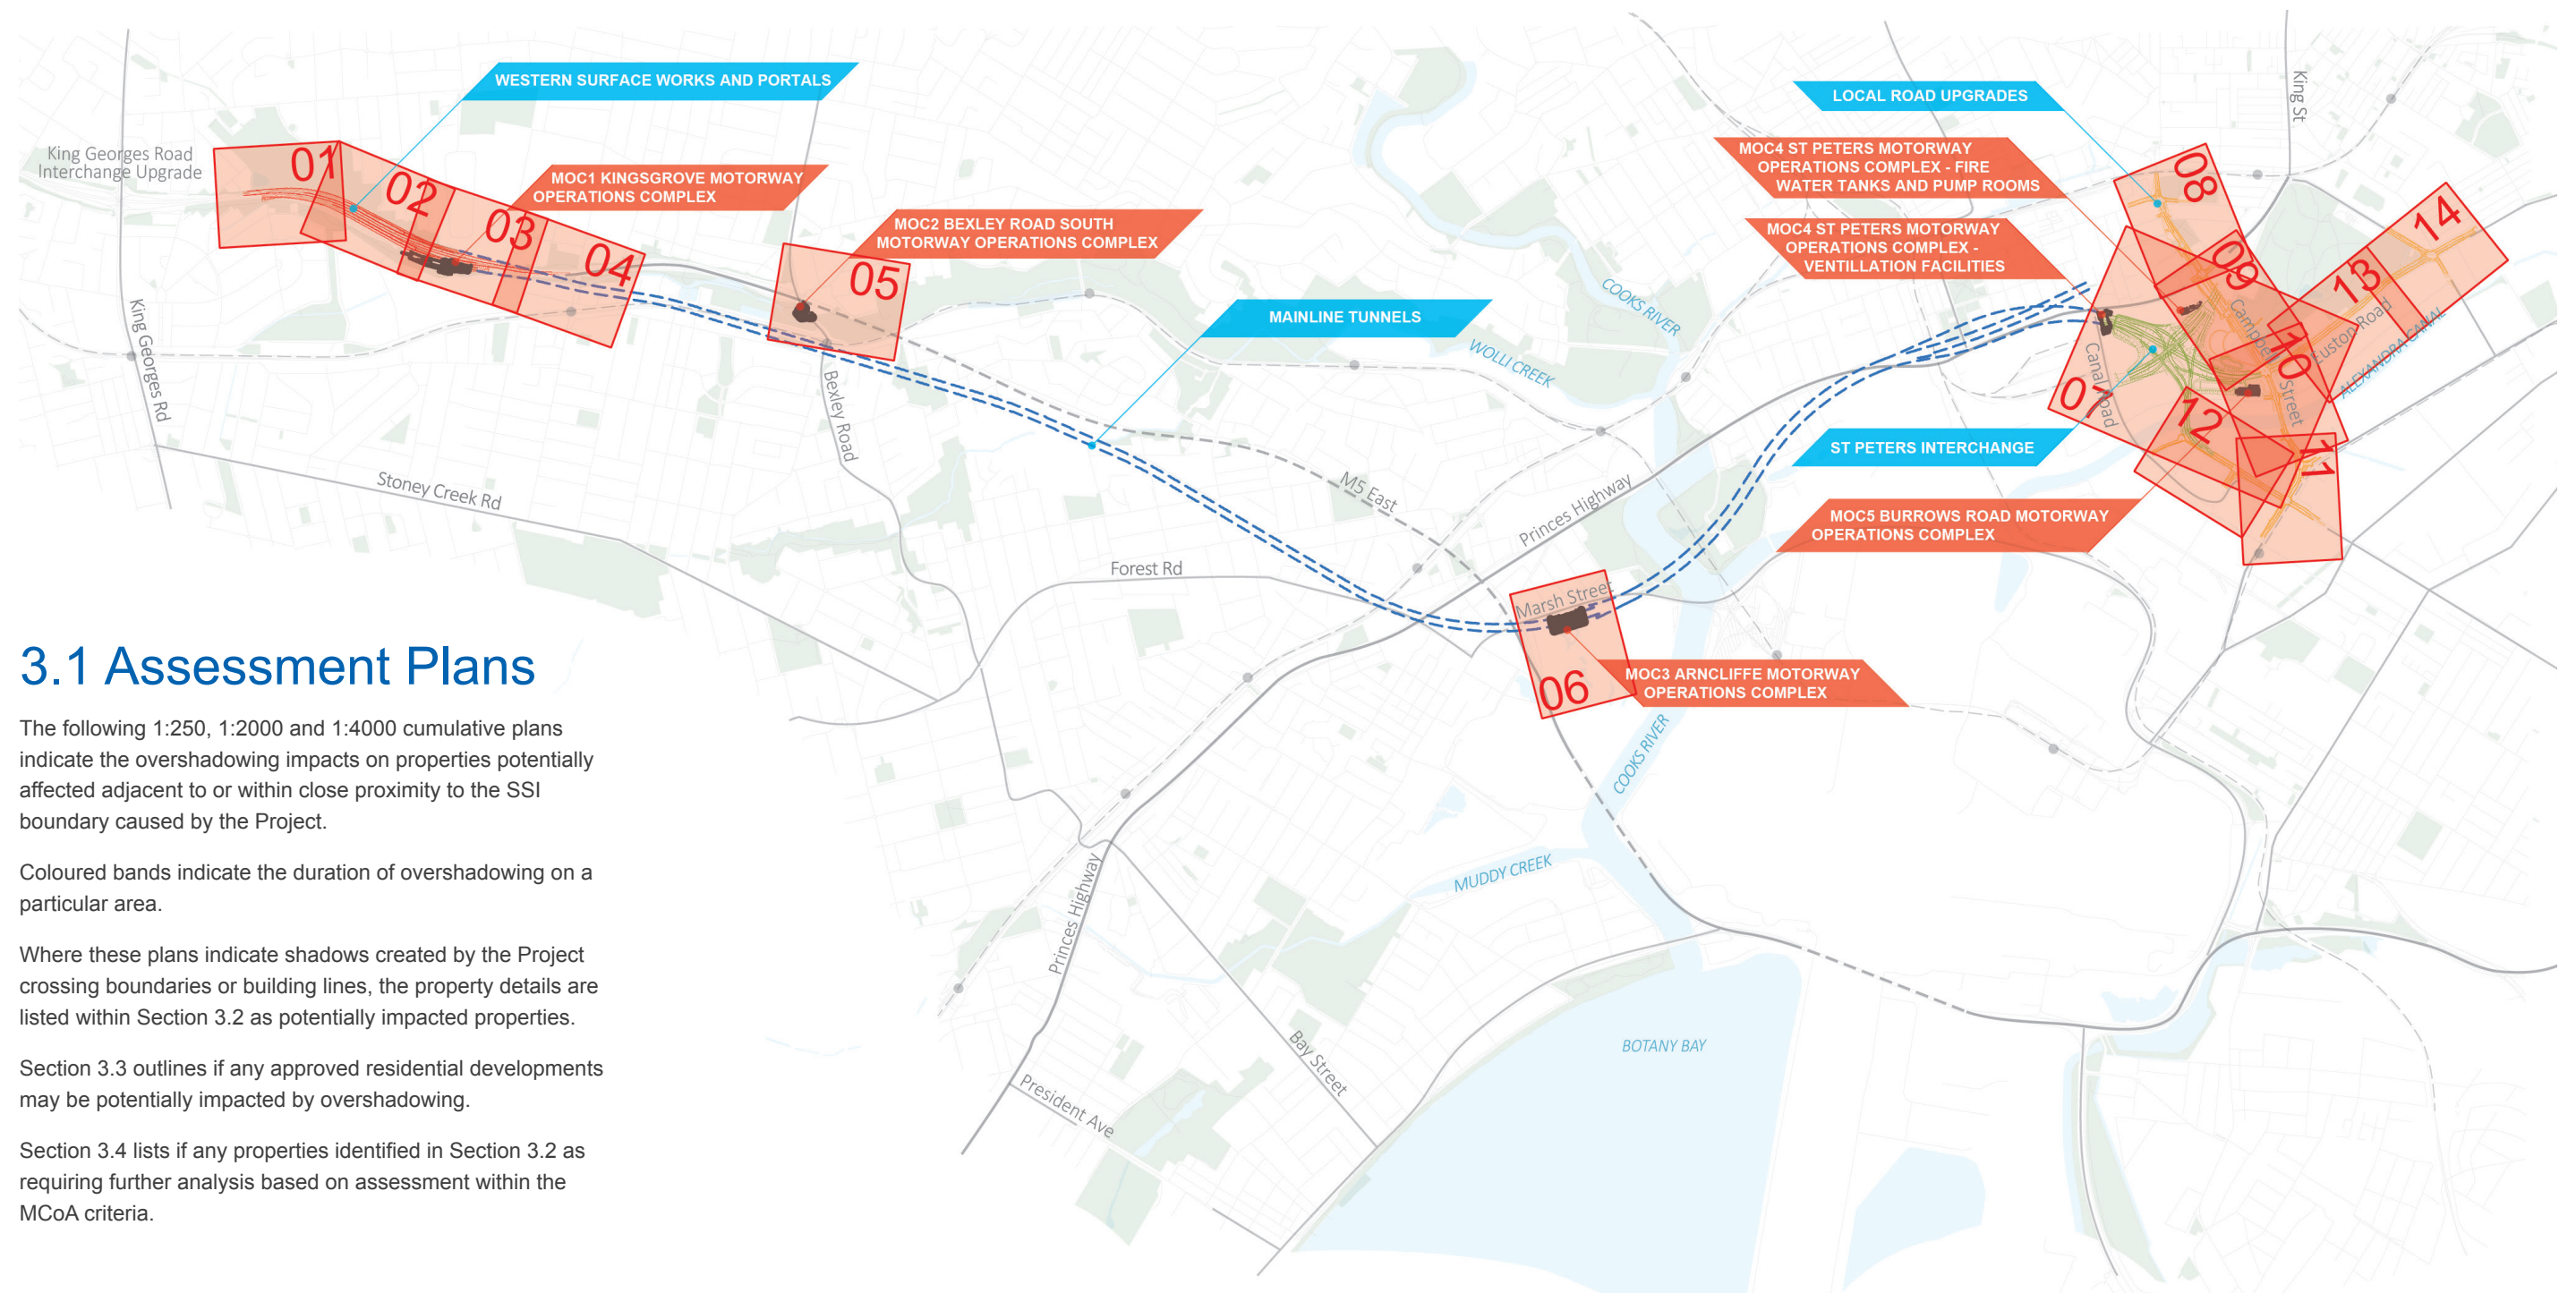 WESTERN SURFACE WORKS AND PORTALS
LOCAL ROAD UPGRADES
King St
King Georges Road
Interchange Upgrade
01
02
03
04
MOC1 KINGSGROVE MOTORWAY
OPERATIONS COMPLEX
MOC2 BEXLEY ROAD SOUTH
MOTORWAY OPERATIONS COMPLEX
05
MOC4 ST PETERS MOTORWAY
OPERATIONS COMPLEX - FIRE
WATER TANKS AND PUMP ROOMS
MOC4 ST PETERS MOTORWAY
OPERATIONS COMPLEX -
VENTILLATION FACILITIES
08
09
14
13
10
07
12
11
Campbell
Street
Euston Road
ALEXANDRA CANAL
Canal Road
COOKS RIVER
WOLLI CREEK
MAINLINE TUNNELS
King Georges Rd
Bexley Road
Stoney Creek Rd
M5 East
Princes Highway
ST PETERS INTERCHANGE
MOC5 BURROWS ROAD MOTORWAY
OPERATIONS COMPLEX
Forest Rd
Marsh Street
06
MOC3 ARNCLIFFE MOTORWAY
OPERATIONS COMPLEX
COOKS RIVER
MUDDY CREEK
Princes Highway
Bay Street
President Ave
BOTANY BAY
3.1 Assessment Plans
The following 1:250, 1:2000 and 1:4000 cumulative plans
indicate the overshadowing impacts on properties potentially
affected adjacent to or within close proximity to the SSI
boundary caused by the Project.
Coloured bands indicate the duration of overshadowing on a
particular area.
Where these plans indicate shadows created by the Project
crossing boundaries or building lines, the property details are
listed within Section 3.2 as potentially impacted properties.
Section 3.3 outlines if any approved residential developments
may be potentially impacted by overshadowing.
Section 3.4 lists if any properties identified in Section 3.2 as
requiring further analysis based on assessment within the
MCoA criteria.